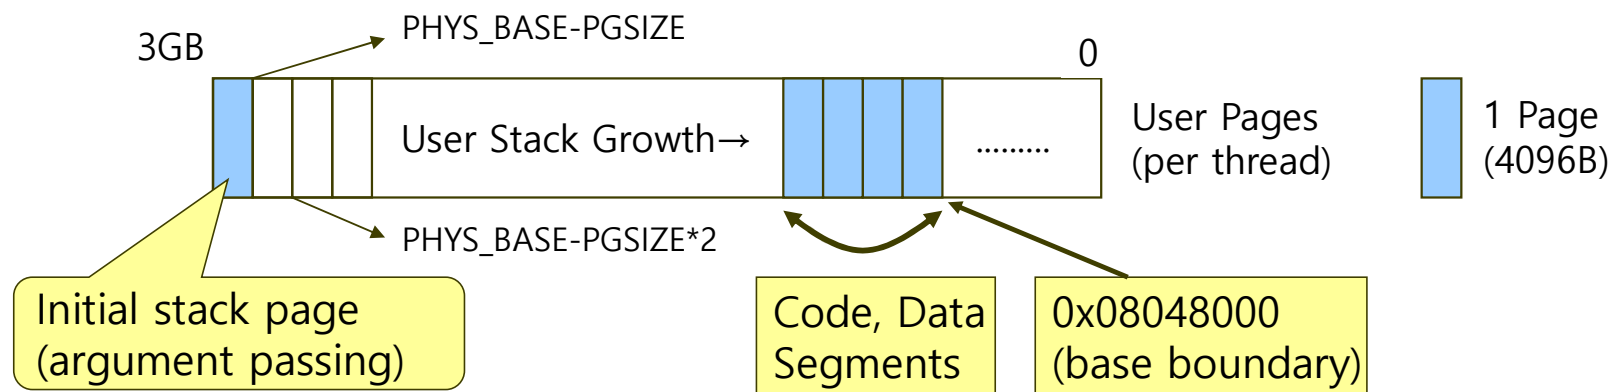 PHYS_BASE-PGSIZE
3GB
0
User Stack Growth→
.........
User Pages
(per thread)
1 Page
(4096B)
PHYS_BASE-PGSIZE*2
Initial stack page
(argument passing)
Code, Data
Segments
0x08048000
(base boundary)